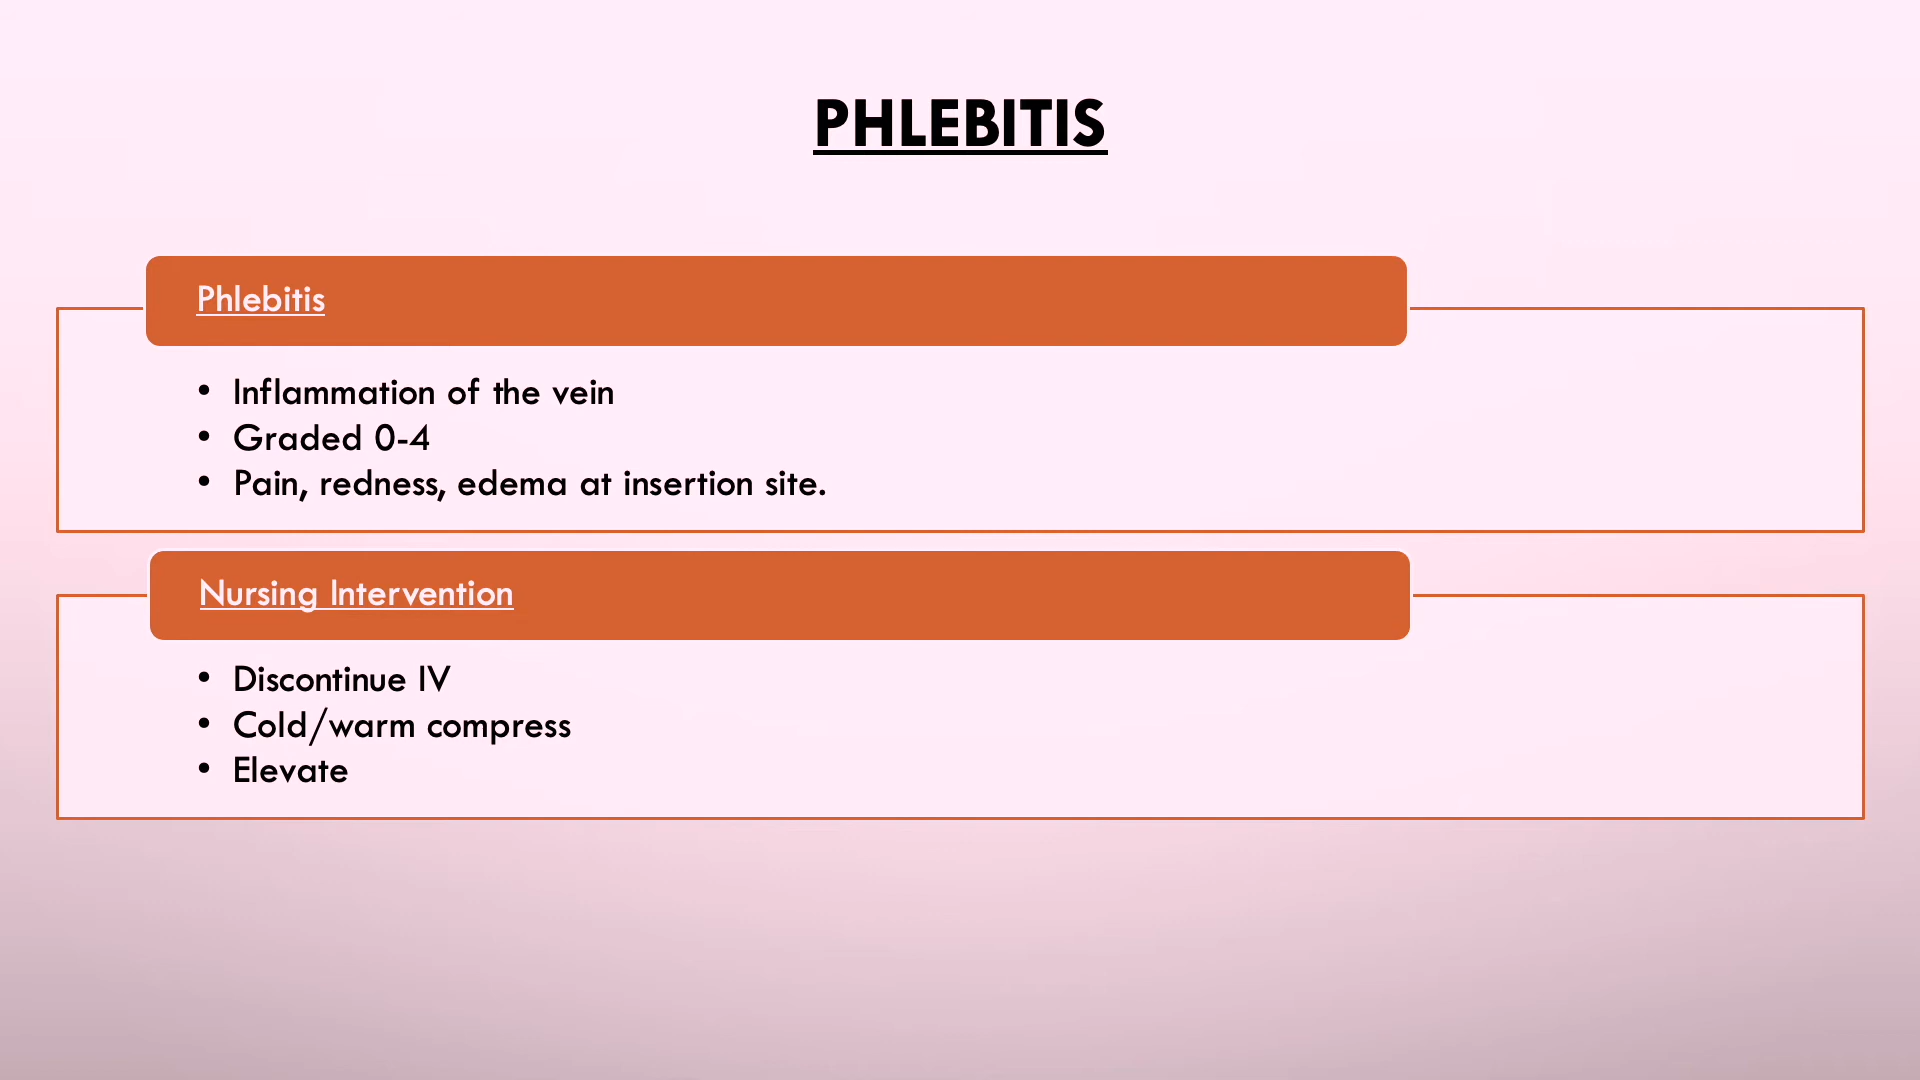 PHLEBITIS
Phlebitis
• Inflammation of the vein
• Graded 0-4
• Pain, redness, edema at insertion site.
Nursing Intervention
• Discontinue IV
• Cold/warm compress
• Elevate